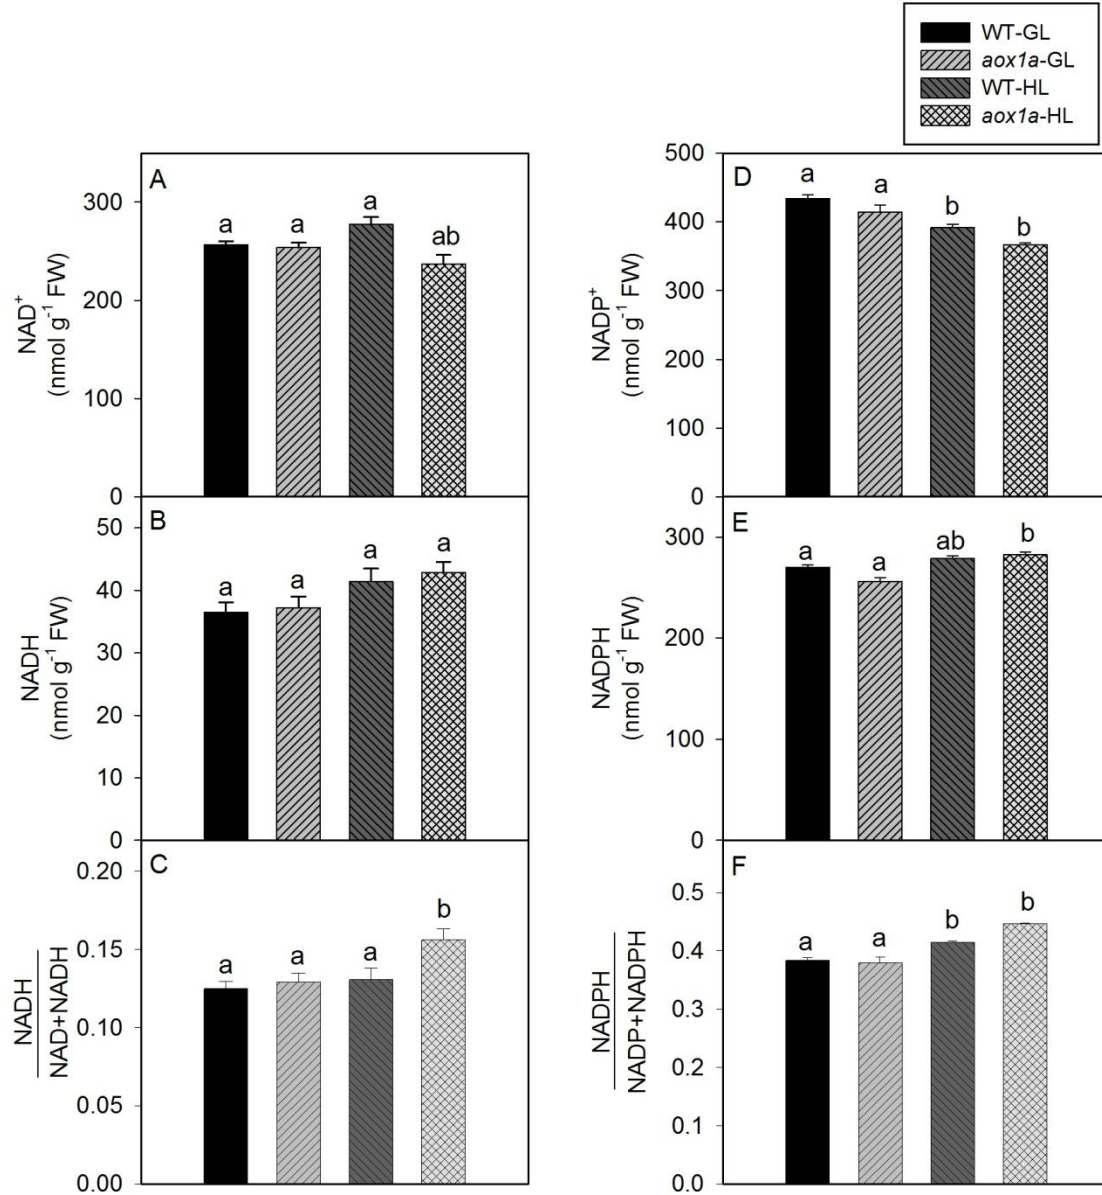 WT-GL
aox1a-GL
WT-HL
aox1a-HL
A
NAD⁺
(nmol g⁻¹ FW)
300
200
100
0
a
a
a
ab
B
NADH
(nmol g⁻¹ FW)
50
40
30
20
10
0
a
a
a
a
C
NADH
NAD+NADH
0.20
0.15
0.10
0.05
0.00
a
a
a
b
D
NADP⁺
(nmol g⁻¹ FW)
500
400
300
200
100
0
a
a
b
b
E
NADPH
(nmol g⁻¹ FW)
300
200
100
0
a
a
ab
b
F
NADPH
NADP+NADPH
0.5
0.4
0.3
0.2
0.1
0.0
a
a
b
b